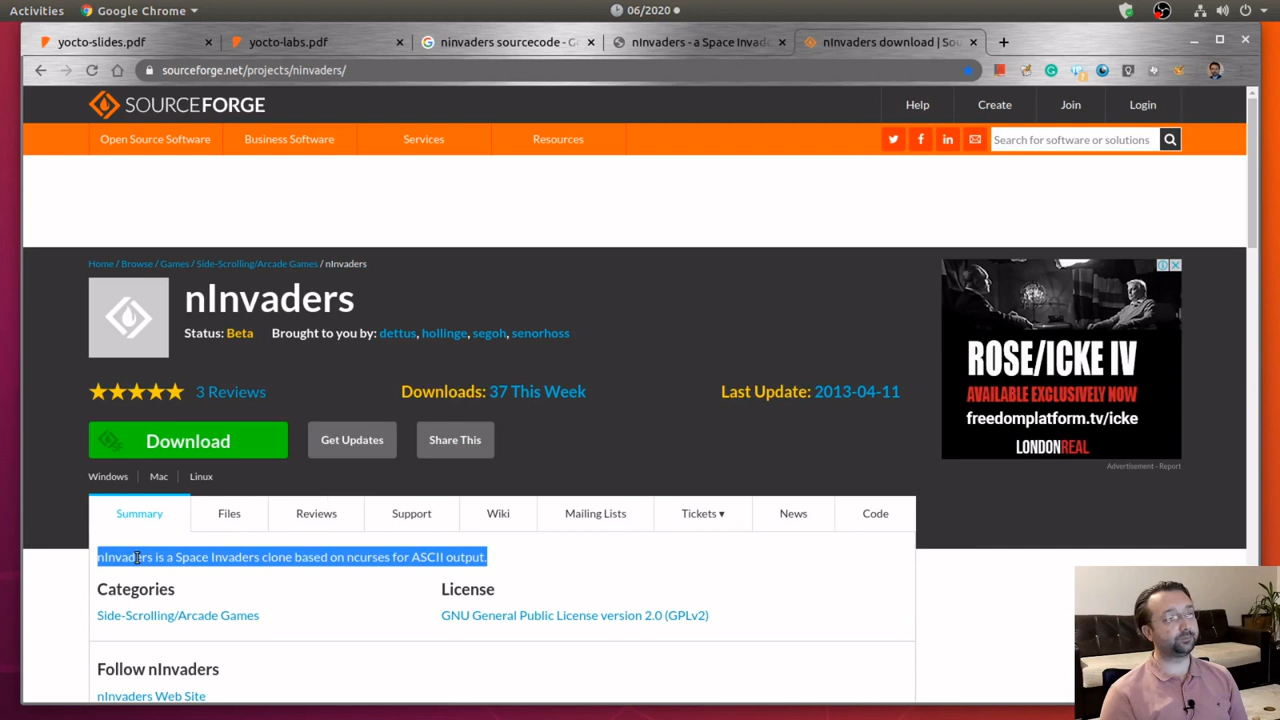 Activities Google Chrome 06/2020
yocto-slides.pdf yocto-labs.pdf ninvaders sourcecode - G nInvaders - a Space Invad nInvaders download | Sou
sourceforge.net/projects/ninvaders/
SOURCEFORGE Help Create Join Login
Open Source Software Business Software Services Resources Search for software or solutions
Home / Browse / Games / Side-Scrolling/Arcade Games / nInvaders
nInvaders
Status: Beta Brought to you by: dettus, hollinge, segoh, senorhoss
3 Reviews Downloads: 37 This Week Last Update: 2013-04-11
Download Get Updates Share This
Windows Mac Linux
ROSE/ICKE IV
AVAILABLE EXCLUSIVELY NOW
freedomplatform.tv/icke
LONDONREAL
Advertisement - Report
Summary Files Reviews Support Wiki Mailing Lists Tickets ▾ News Code
nInvaders is a Space Invaders clone based on ncurses for ASCII output.
Categories License
Side-Scrolling/Arcade Games GNU General Public License version 2.0 (GPLv2)
Follow nInvaders
nInvaders Web Site